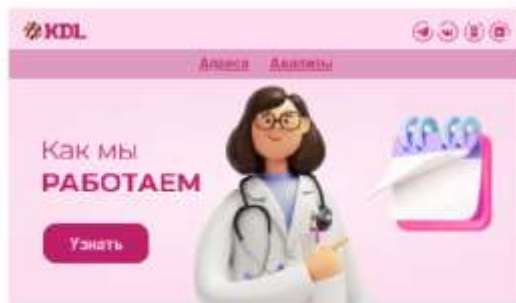 KDL
Адреса Анализы
Как мы
РАБОТАЕМ
Узнать